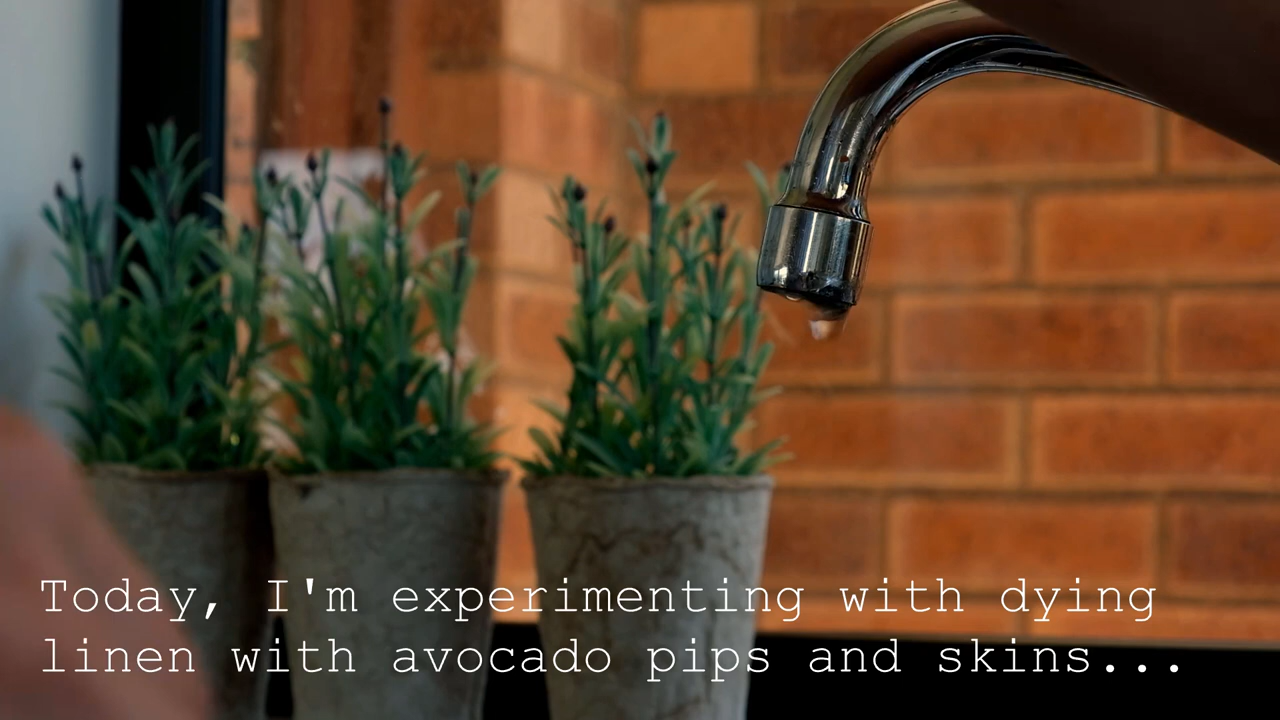 Today, I'm experimenting with dying
linen with avocado pips and skins...